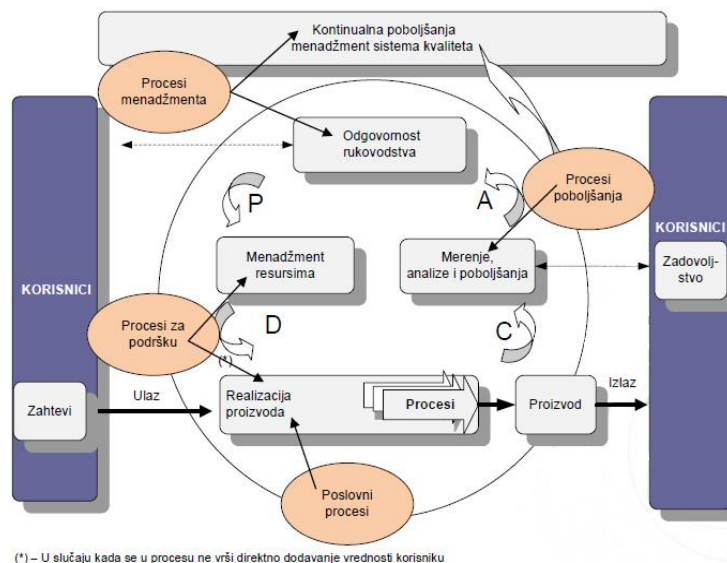 Kontinualna poboljšanja
menadžment sistema kvaliteta
Procesi
menadžmenta
Odgovornost
rukovodstva
P
A
Procesi
poboljšanja
KORISNICI
KORISNICI
Menadžment
resursima
Merenje,
analize i poboljšanja
Zadovolj-
stvo
Procesi za
podršku
D
C
(*)
Zahtevi
Ulaz
Realizacija
proizvoda
Procesi
Proizvod
Izlaz
Poslovni
procesi
(*) – U slučaju kada se u procesu ne vrši direktno dodavanje vrednosti korisniku